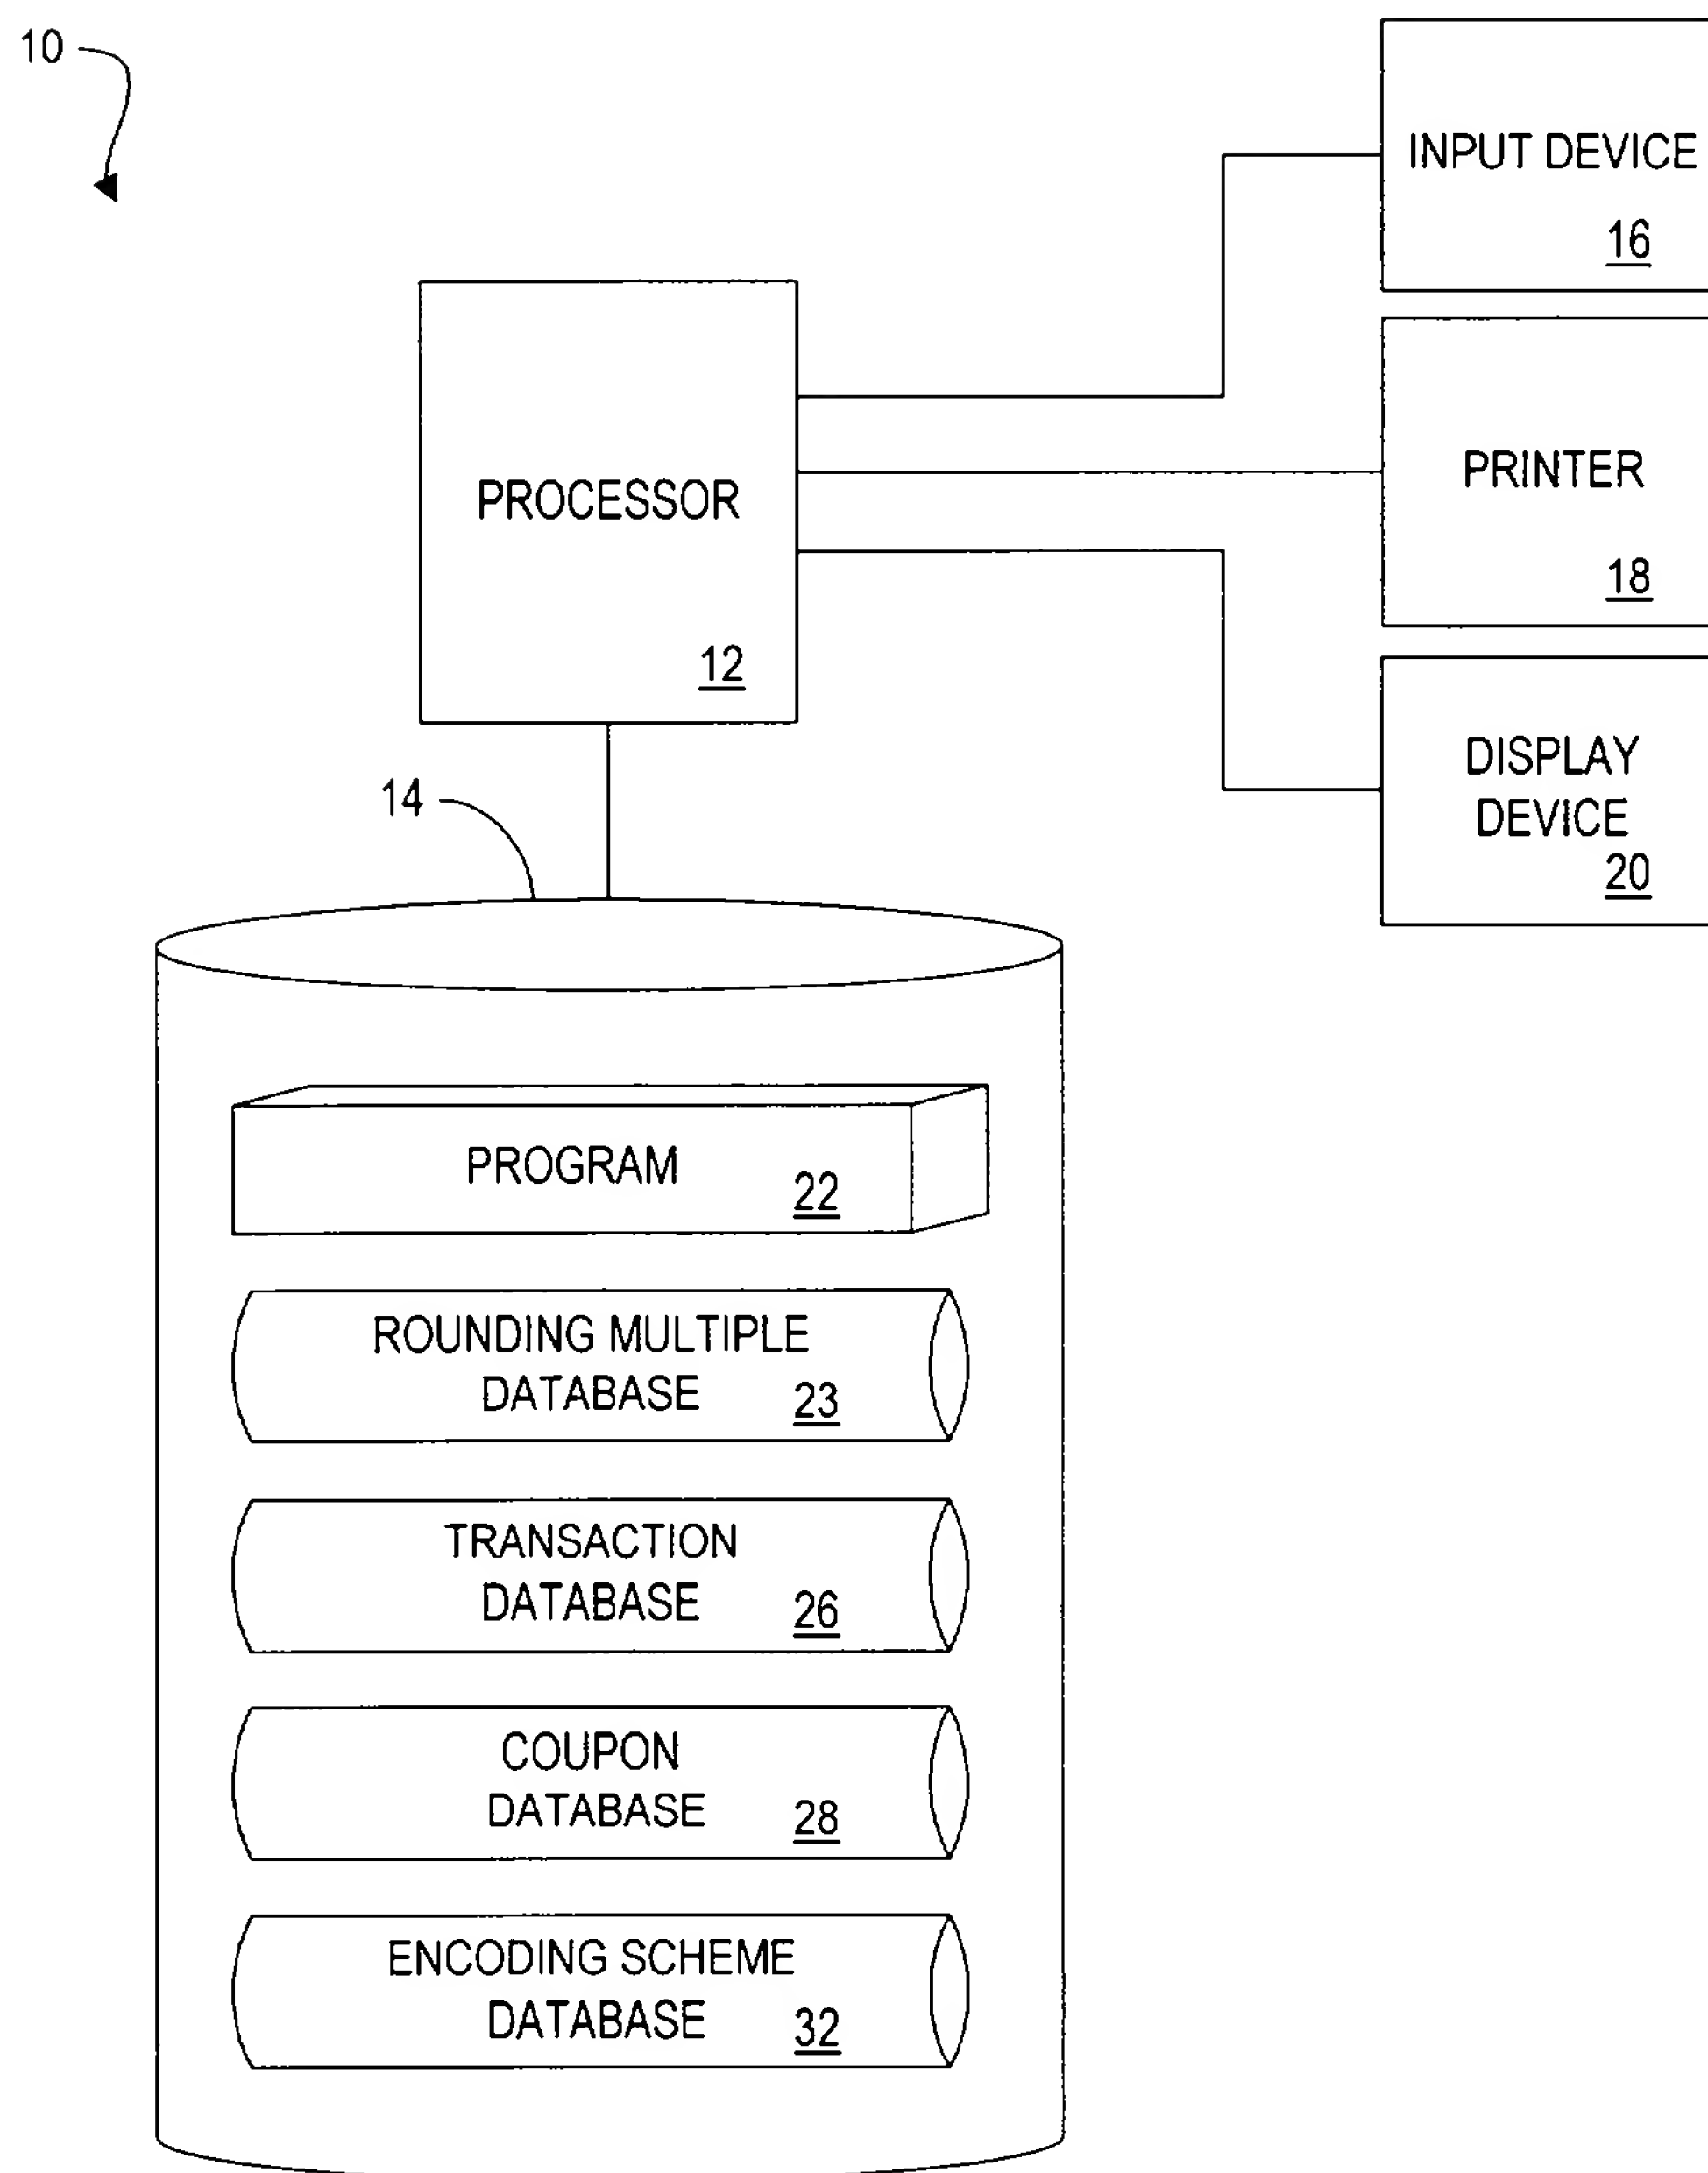 10
INPUT DEVICE
16
PROCESSOR
12
PRINTER
18
DISPLAY
DEVICE
20
14
PROGRAM
22
ROUNDING MULTIPLE
DATABASE 23
TRANSACTION
DATABASE 26
COUPON
DATABASE 28
ENCODING SCHEME
DATABASE 32